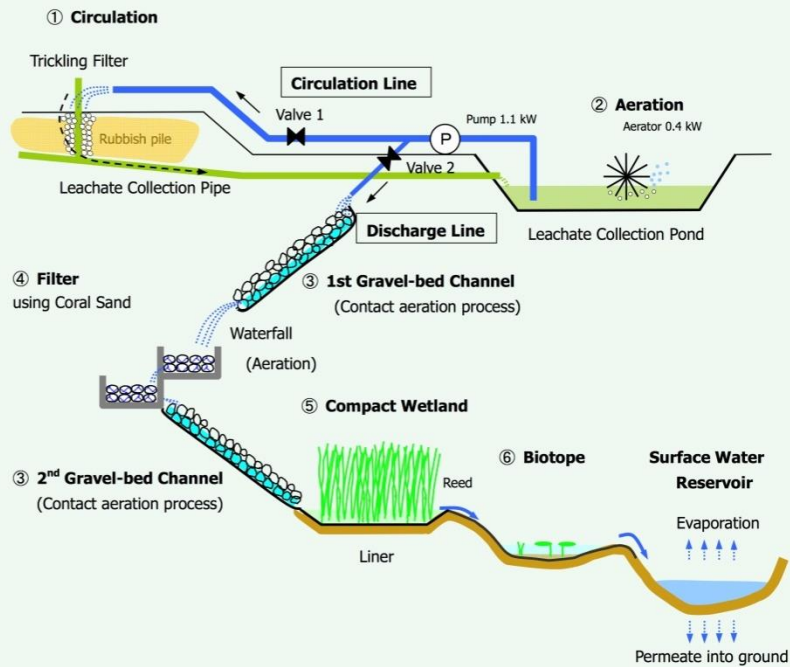 ① Circulation
Trickling Filter
Circulation Line
Valve 1
P
Pump 1.1 kW
② Aeration
Aerator 0.4 kW
Rubbish pile
Valve 2
Leachate Collection Pipe
Discharge Line
Leachate Collection Pond
④ Filter
using Coral Sand
③ 1st Gravel-bed Channel
(Contact aeration process)
Waterfall
(Aeration)
⑤ Compact Wetland
③ 2nd Gravel-bed Channel
(Contact aeration process)
Reed
Liner
⑥ Biotope
Surface Water
Reservoir
Evaporation
Permeate into ground